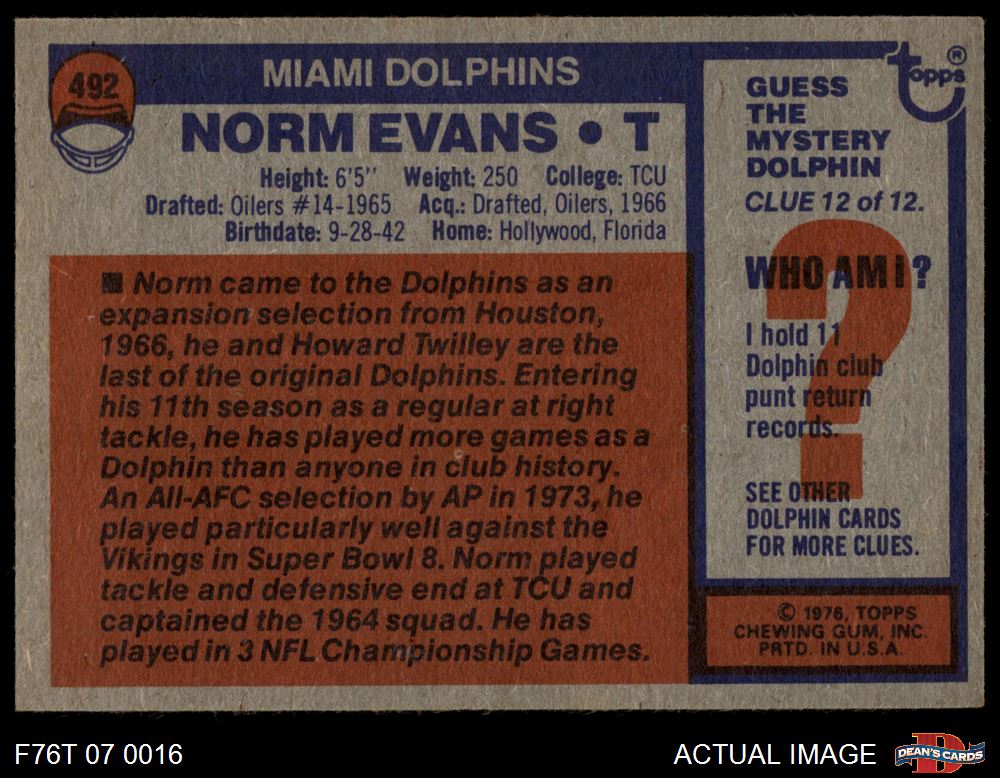 492
MIAMI DOLPHINS
NORM EVANS • T
Height: 6'5'' Weight: 250 College: TCU
Drafted: Oilers #14-1965 Acq.: Drafted, Oilers, 1966
Birthdate: 9-28-42 Home: Hollywood, Florida
■ Norm came to the Dolphins as an
expansion selection from Houston,
1966, he and Howard Twilley are the
last of the original Dolphins. Entering
his 11th season as a regular at right
tackle, he has played more games as a
Dolphin than anyone in club history.
An All-AFC selection by AP in 1973, he
played particularly well against the
Vikings in Super Bowl 8. Norm played
tackle and defensive end at TCU and
captained the 1964 squad. He has
played in 3 NFL Championship Games.
topps®
GUESS
THE
MYSTERY
DOLPHIN
CLUE 12 of 12.
?
WHO AM I?
I hold 11
Dolphin club
punt return
records.
SEE OTHER
DOLPHIN CARDS
FOR MORE CLUES.
© 1976, TOPPS
CHEWING GUM, INC.
PRTD. IN U.S.A.
F76T 07 0016
ACTUAL IMAGE
DEAN'S CARDS